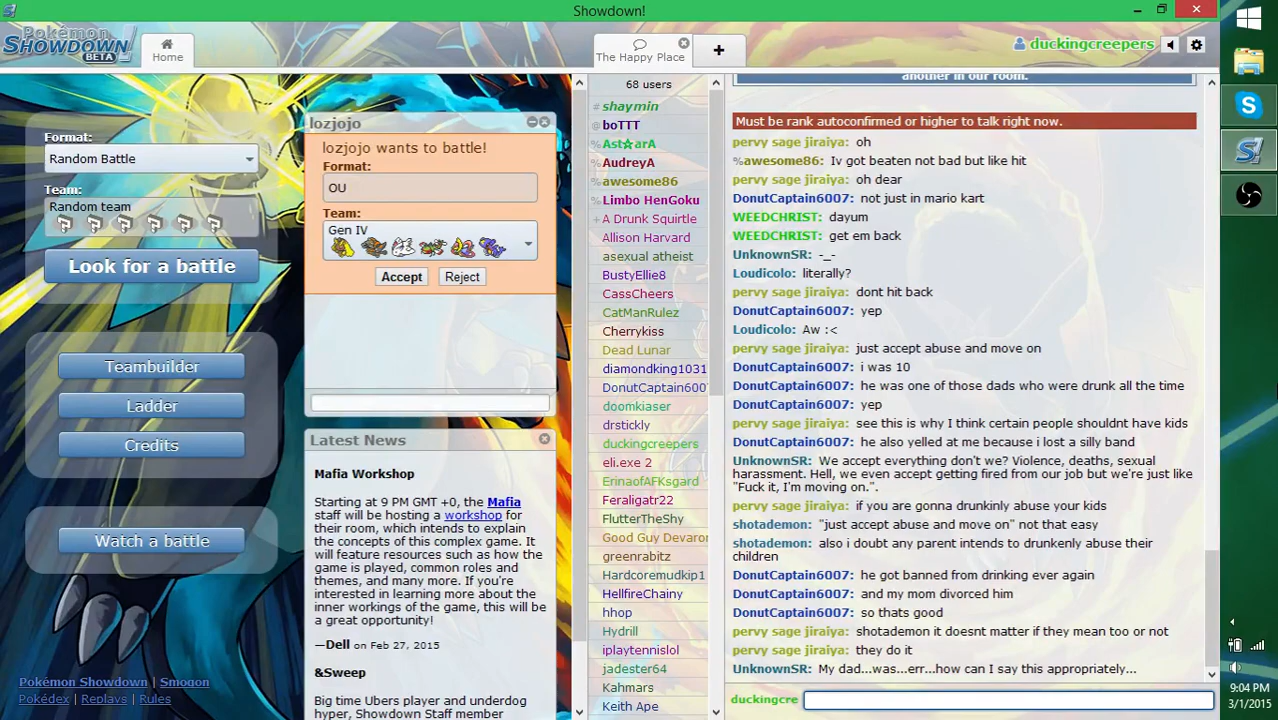 Showdown!
Pokémon
SHOWDOWN
BETA
Home
The Happy Place
+
duckingcreepers
Format:
Random Battle
Team:
Random team
Look for a battle
Teambuilder
Ladder
Credits
Watch a battle
Pokémon Showdown | Smogon
Pokédex | Replays | Rules
lozjojo
lozjojo wants to battle!
Format:
OU
Team:
Gen IV
Accept
Reject
Latest News
Mafia Workshop
Starting at 9 PM GMT +0, the Mafia
staff will be hosting a workshop for
their room, which intends to explain
the concepts of this complex game. It
will feature resources such as how the
game is played, common roles and
themes, and many more. If you're
interested in learning more about the
inner workings of the game, this will be
a great opportunity!
—Dell on Feb 27, 2015
&Sweep
Big time Ubers player and underdog
hyper, Showdown Staff member
68 users
# shaymin
@ boTTT
% Ast☆arA
% AudreyA
% awesome86
% Limbo HenGoku
+ A Drunk Squirtle
Allison Harvard
asexual atheist
BustyEllie8
CassCheers
CatManRulez
Cherrykiss
Dead Lunar
diamondking1031
DonutCaptain600
doomkiaser
drstickly
duckingcreepers
eli.exe 2
ErinaofAFKsgard
Feraligatr22
FlutterTheShy
Good Guy Devaron
greenrabitz
Hardcoremudkip1
HellfireChainy
hhop
Hydrill
iplaytennislol
jadester64
Kahmars
Keith Ape
another in our room.
Must be rank autoconfirmed or higher to talk right now.
pervy sage jiraiya: oh
%awesome86: Iv got beaten not bad but like hit
pervy sage jiraiya: oh dear
DonutCaptain6007: not just in mario kart
WEEDCHRIST: dayum
WEEDCHRIST: get em back
UnknownSR: -_-
Loudicolo: literally?
pervy sage jiraiya: dont hit back
DonutCaptain6007: yep
Loudicolo: Aw :<
pervy sage jiraiya: just accept abuse and move on
DonutCaptain6007: i was 10
DonutCaptain6007: he was one of those dads who were drunk all the time
DonutCaptain6007: yep
pervy sage jiraiya: see this is why I think certain people shouldnt have kids
DonutCaptain6007: he also yelled at me because i lost a silly band
UnknownSR: We accept everything don't we? Violence, deaths, sexual
harassment. Hell, we even accept getting fired from our job but we're just like
"Fuck it, I'm moving on.".
pervy sage jiraiya: if you are gonna drunkinly abuse your kids
shotademon: "just accept abuse and move on" not that easy
shotademon: also i doubt any parent intends to drunkenly abuse their
children
DonutCaptain6007: he got banned from drinking ever again
DonutCaptain6007: and my mom divorced him
DonutCaptain6007: so thats good
pervy sage jiraiya: shotademon it doesnt matter if they mean too or not
pervy sage jiraiya: they do it
UnknownSR: My dad...was...err...how can I say this appropriately...
duckingcre
9:04 PM
3/1/2015